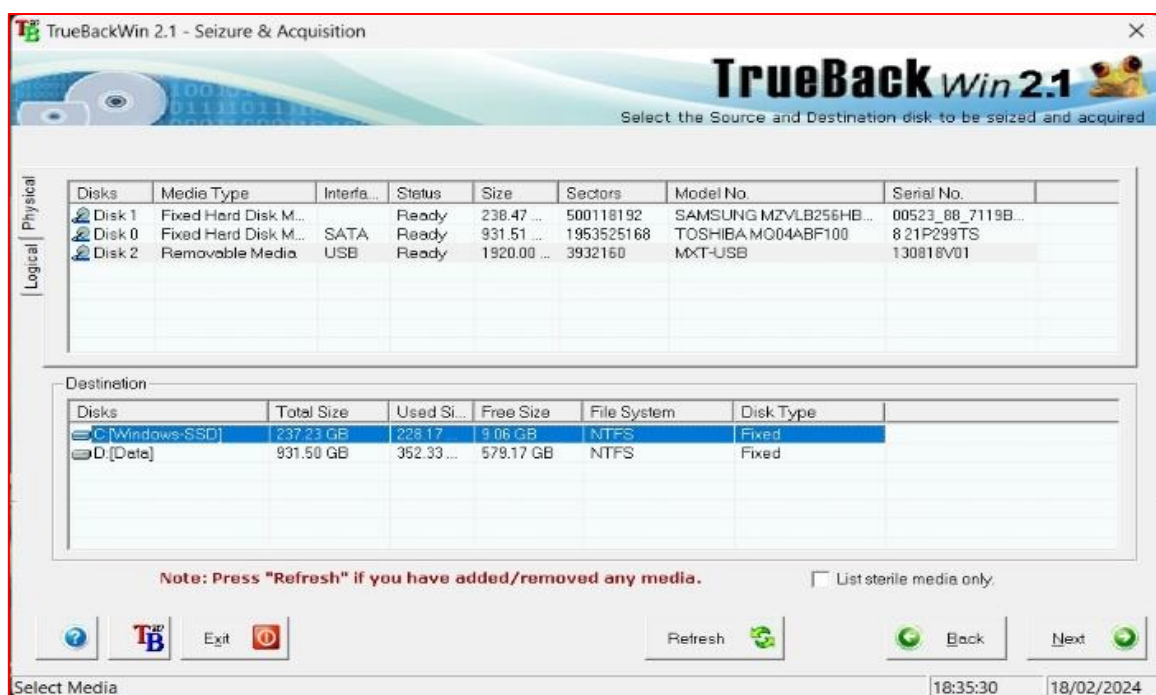 TrueBackWin 2.1 - Seizure & Acquisition
TrueBack Win 2.1
Select the Source and Destination disk to be seized and acquired
Physical
Logical
Disks Media Type Interfa... Status Size Sectors Model No. Serial No.
Disk 1 Fixed Hard Disk M... Ready 238.47 ... 500118192 SAMSUNG MZVLB256HB... 00523_88_7119B...
Disk 0 Fixed Hard Disk M... SATA Ready 931.51 ... 1953525168 TOSHIBA MQ04ABF100 8 21P299TS
Disk 2 Removable Media USB Ready 1920.00 ... 3932160 MXT-USB 130818V01
Destination
Disks Total Size Used Si... Free Size File System Disk Type
C:[Windows-SSD] 237.23 GB 228.17... 9.06 GB NTFS Fixed
D:[Data] 931.50 GB 352.33... 579.17 GB NTFS Fixed
Note: Press "Refresh" if you have added/removed any media.
List sterile media only.
Exit Refresh Back Next
Select Media 18:35:30 18/02/2024